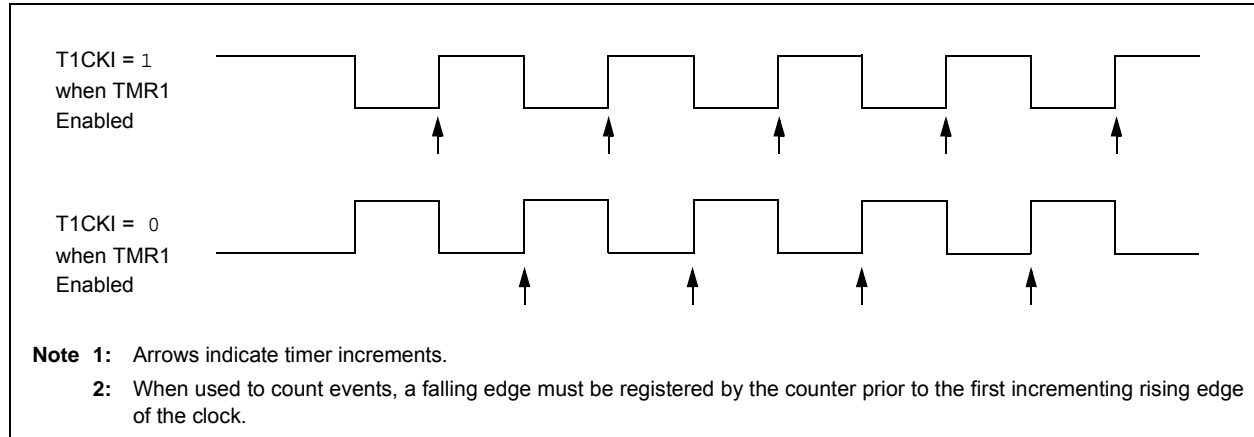 T1CKI = 1
when TMR1
Enabled
T1CKI = 0
when TMR1
Enabled
Note 1: Arrows indicate timer increments.
2: When used to count events, a falling edge must be registered by the counter prior to the first incrementing rising edge
of the clock.